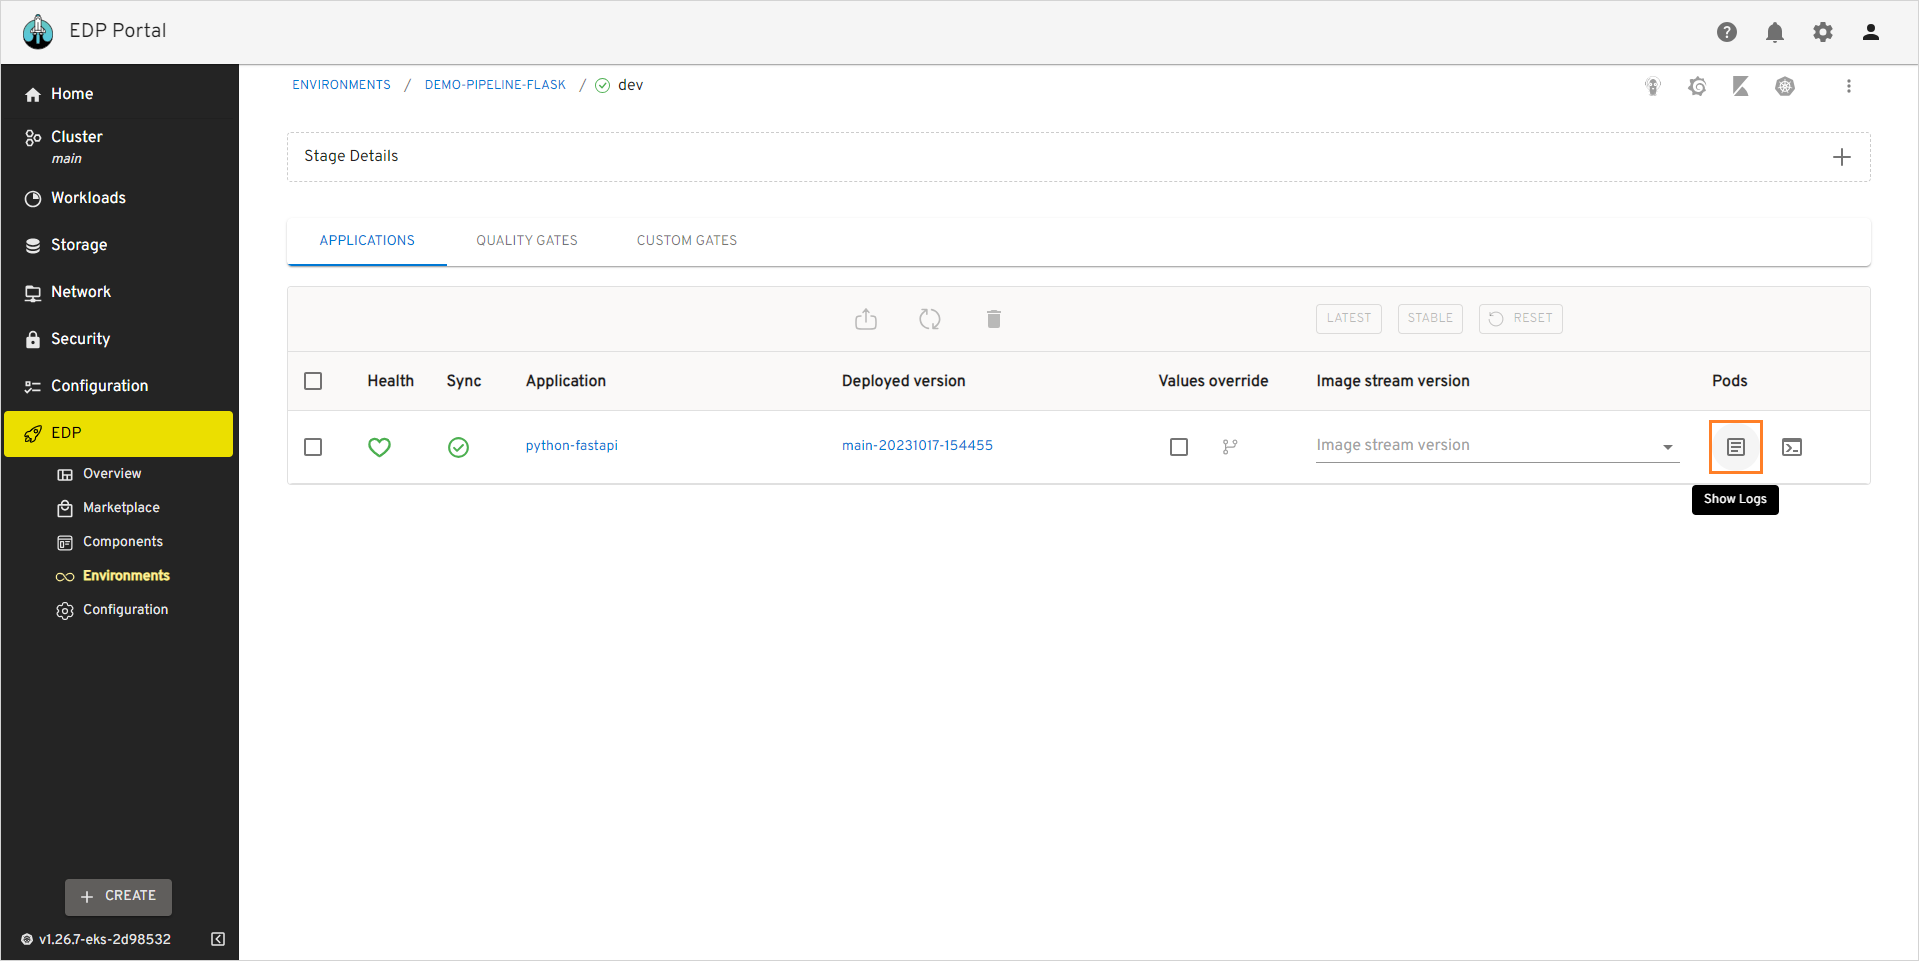 EDP Portal
Home
Cluster
main
Workloads
Storage
Network
Security
Configuration
EDP
Overview
Marketplace
Components
Environments
Configuration
+ CREATE
v1.26.7-eks-2d98532
ENVIRONMENTS / DEMO-PIPELINE-FLASK / dev
Stage Details
APPLICATIONS QUALITY GATES CUSTOM GATES
LATEST STABLE RESET
Health Sync Application Deployed version Values override Image stream version Pods
python-fastapi main-20231017-154455 Image stream version
Show Logs